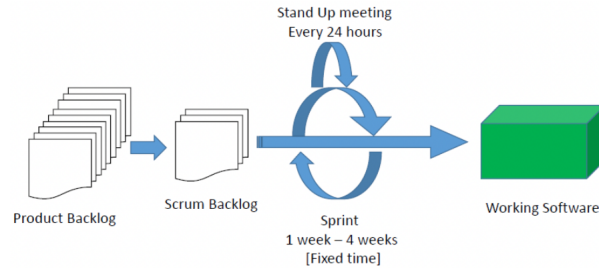 Stand Up meeting
Every 24 hours
Product Backlog
Scrum Backlog
Sprint
1 week – 4 weeks
[Fixed time]
Working Software